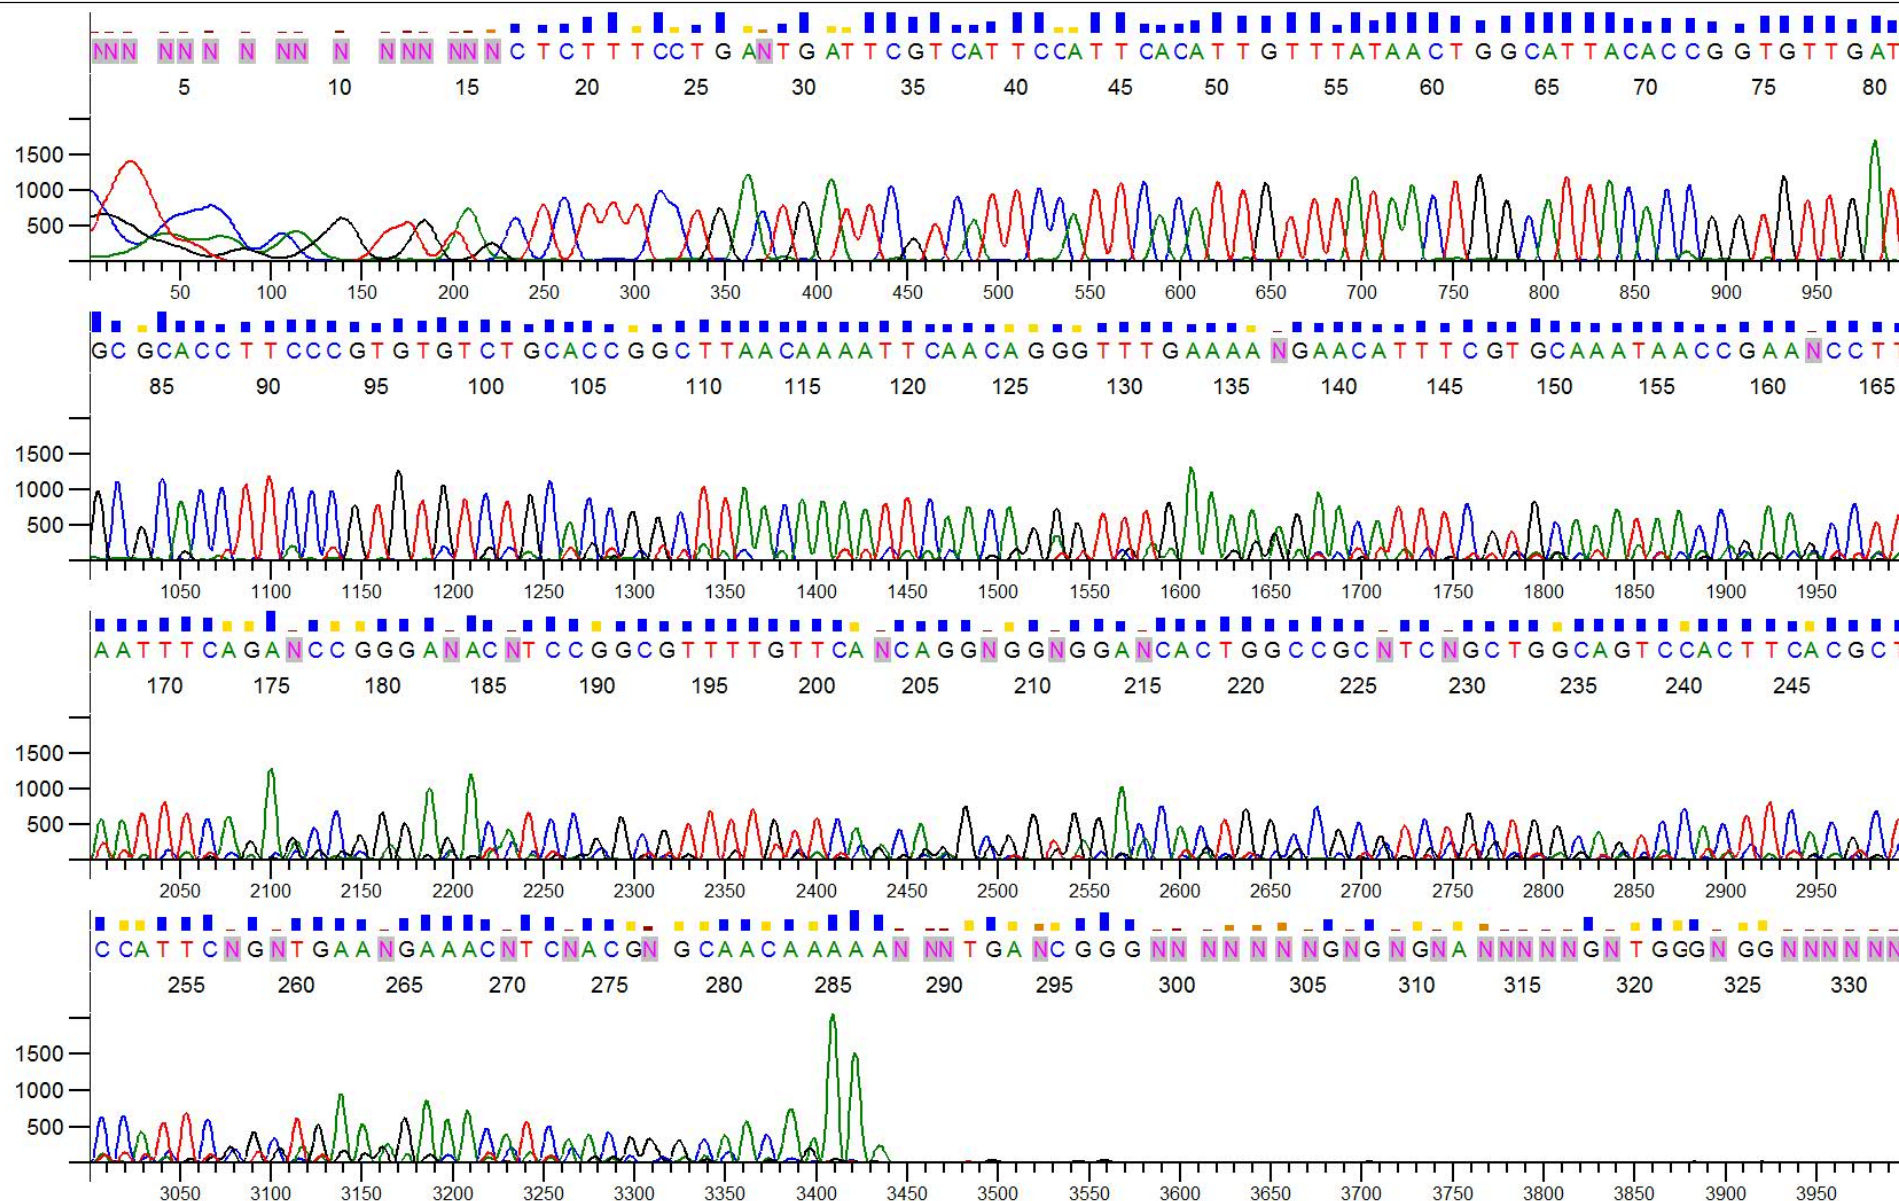 NNN NNN N NN N NNN NNN CTCTTTCCTGANTGATTCGTCATTCCATTCACATTGTTTATAACTGGCATTACACCGGTGTTGAT
5 10 15 20 25 30 35 40 45 50 55 60 65 70 75 80
1500
1000
500
50 100 150 200 250 300 350 400 450 500 550 600 650 700 750 800 850 900 950
GCGCACCTTCCCGTGTGTCTGCACCGGCTTAACAAAATTCAACAGGGTTTGAAAANGAACATTTCGTGCAAATAACCGAANCCTT
85 90 95 100 105 110 115 120 125 130 135 140 145 150 155 160 165
1500
1000
500
1050 1100 1150 1200 1250 1300 1350 1400 1450 1500 1550 1600 1650 1700 1750 1800 1850 1900 1950
AATTTCAGANCCGGGANACNTCCGGCGTTTTGTTCANCAGGNGGNGGANCACTGGCCGCNTCNGCTGGCAGTCCACTTCACGCT
170 175 180 185 190 195 200 205 210 215 220 225 230 235 240 245
1500
1000
500
2050 2100 2150 2200 2250 2300 2350 2400 2450 2500 2550 2600 2650 2700 2750 2800 2850 2900 2950
CCATTCNGNTGAANGAAACNTCNACGN GCAACAAAAAN NNTGANCGGGNN NNNNNGNGNGNANNNNNGN TGGGN GG NNNNNN
255 260 265 270 275 280 285 290 295 300 305 310 315 320 325 330
1500
1000
500
3050 3100 3150 3200 3250 3300 3350 3400 3450 3500 3550 3600 3650 3700 3750 3800 3850 3900 3950